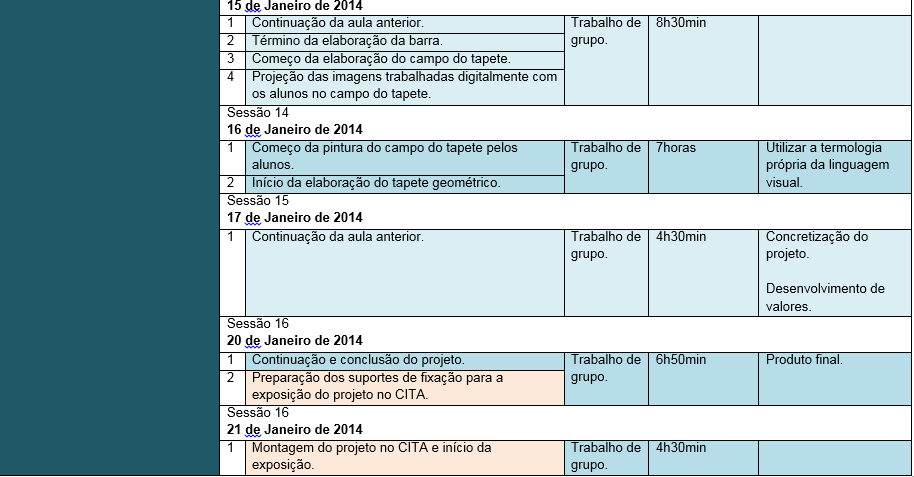 15 de Janeiro de 2014
1 Continuação da aula anterior. Trabalho de 8h30min
2 Término da elaboração da barra. grupo.
3 Começo da elaboração do campo do tapete.
4 Projeção das imagens trabalhadas digitalmente com
os alunos no campo do tapete.
Sessão 14
16 de Janeiro de 2014
1 Começo da pintura do campo do tapete pelos Trabalho de 7horas Utilizar a termologia
alunos. grupo. própria da linguagem
2 Início da elaboração do tapete geométrico. visual.
Sessão 15
17 de Janeiro de 2014
1 Continuação da aula anterior. Trabalho de 4h30min Concretização do
grupo. projeto.
Desenvolvimento de
valores.
Sessão 16
20 de Janeiro de 2014
1 Continuação e conclusão do projeto. Trabalho de 6h50min Produto final.
2 Preparação dos suportes de fixação para a grupo.
exposição do projeto no CITA.
Sessão 16
21 de Janeiro de 2014
1 Montagem do projeto no CITA e início da Trabalho de 4h30min
exposição. grupo.